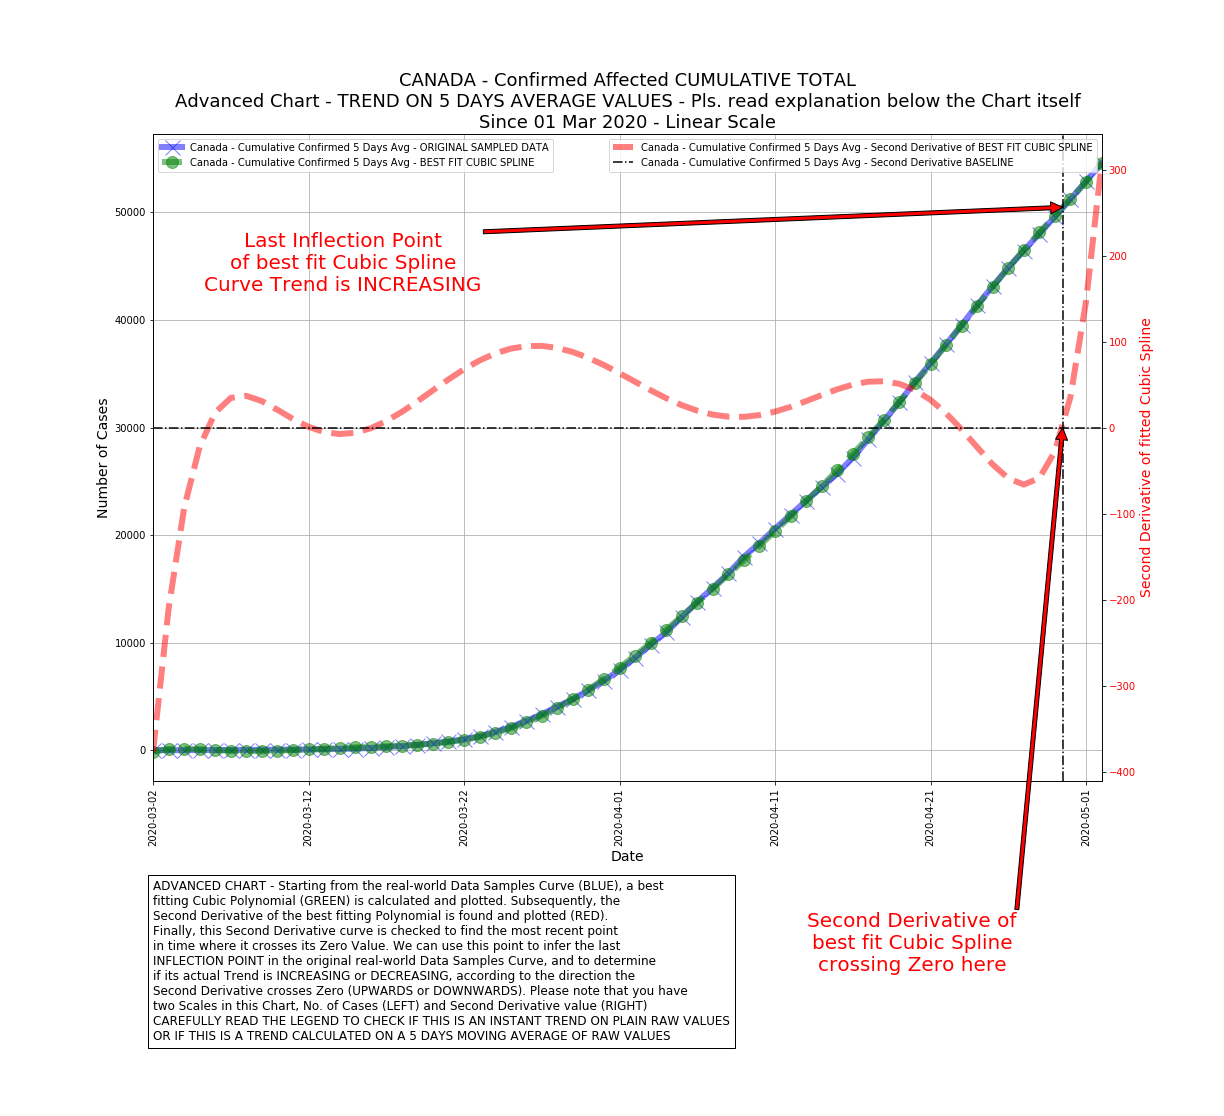 CANADA - Confirmed Affected CUMULATIVE TOTAL
Advanced Chart - TREND ON 5 DAYS AVERAGE VALUES - Pls. read explanation below the Chart itself
Since 01 Mar 2020 - Linear Scale
Canada - Cumulative Confirmed 5 Days Avg - ORIGINAL SAMPLED DATA
Canada - Cumulative Confirmed 5 Days Avg - BEST FIT CUBIC SPLINE
Canada - Cumulative Confirmed 5 Days Avg - Second Derivative of BEST FIT CUBIC SPLINE
Canada - Cumulative Confirmed 5 Days Avg - Second Derivative BASELINE
Last Inflection Point
of best fit Cubic Spline
Curve Trend is INCREASING
Number of Cases
50000
40000
30000
20000
10000
0
300
200
100
0
−100
−200
−300
−400
Second Derivative of fitted Cubic Spline
2020-03-02
2020-03-12
2020-03-22
2020-04-01
2020-04-11
2020-04-21
2020-05-01
Date
ADVANCED CHART - Starting from the real-world Data Samples Curve (BLUE), a best
fitting Cubic Polynomial (GREEN) is calculated and plotted. Subsequently, the
Second Derivative of the best fitting Polynomial is found and plotted (RED).
Finally, this Second Derivative curve is checked to find the most recent point
in time where it crosses its Zero Value. We can use this point to infer the last
INFLECTION POINT in the original real-world Data Samples Curve, and to determine
if its actual Trend is INCREASING or DECREASING, according to the direction the
Second Derivative crosses Zero (UPWARDS or DOWNWARDS). Please note that you have
two Scales in this Chart, No. of Cases (LEFT) and Second Derivative value (RIGHT)
CAREFULLY READ THE LEGEND TO CHECK IF THIS IS AN INSTANT TREND ON PLAIN RAW VALUES
OR IF THIS IS A TREND CALCULATED ON A 5 DAYS MOVING AVERAGE OF RAW VALUES
Second Derivative of
best fit Cubic Spline
crossing Zero here